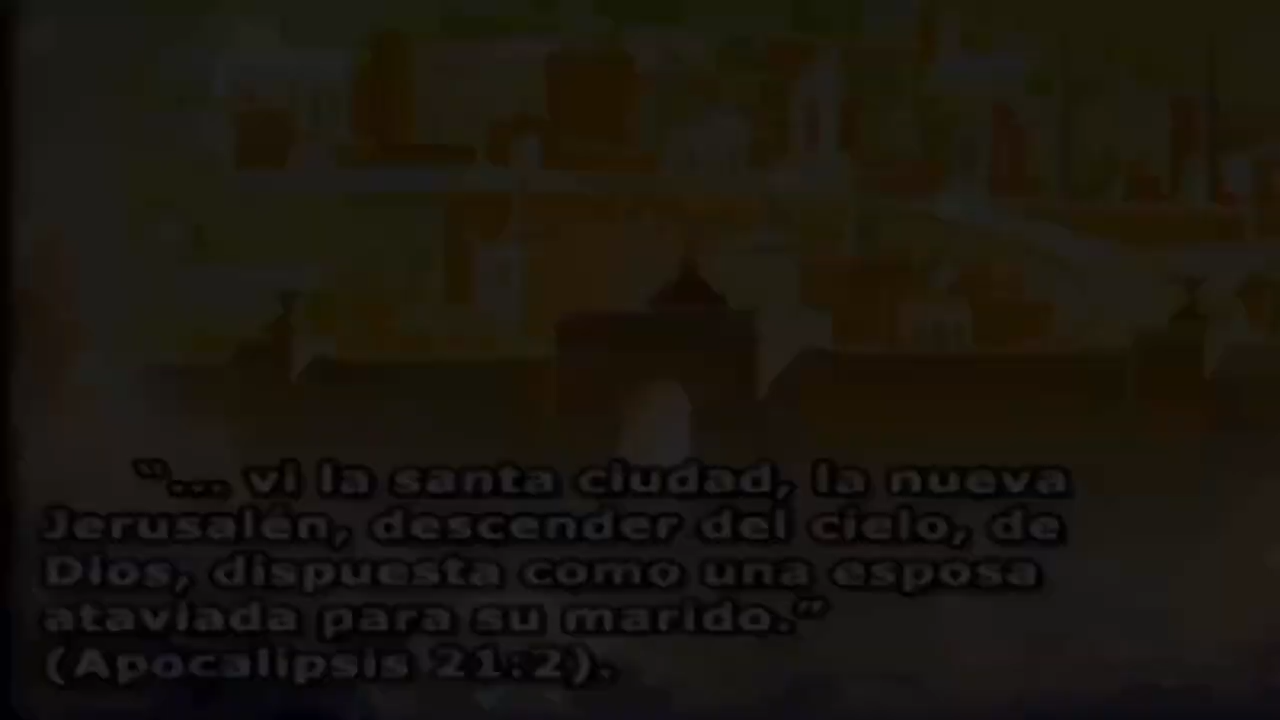 "... vi la santa ciudad, la nueva
Jerusalén, descender del cielo, de
Dios, dispuesta como una esposa
ataviada para su marido."
(Apocalipsis 21:2).